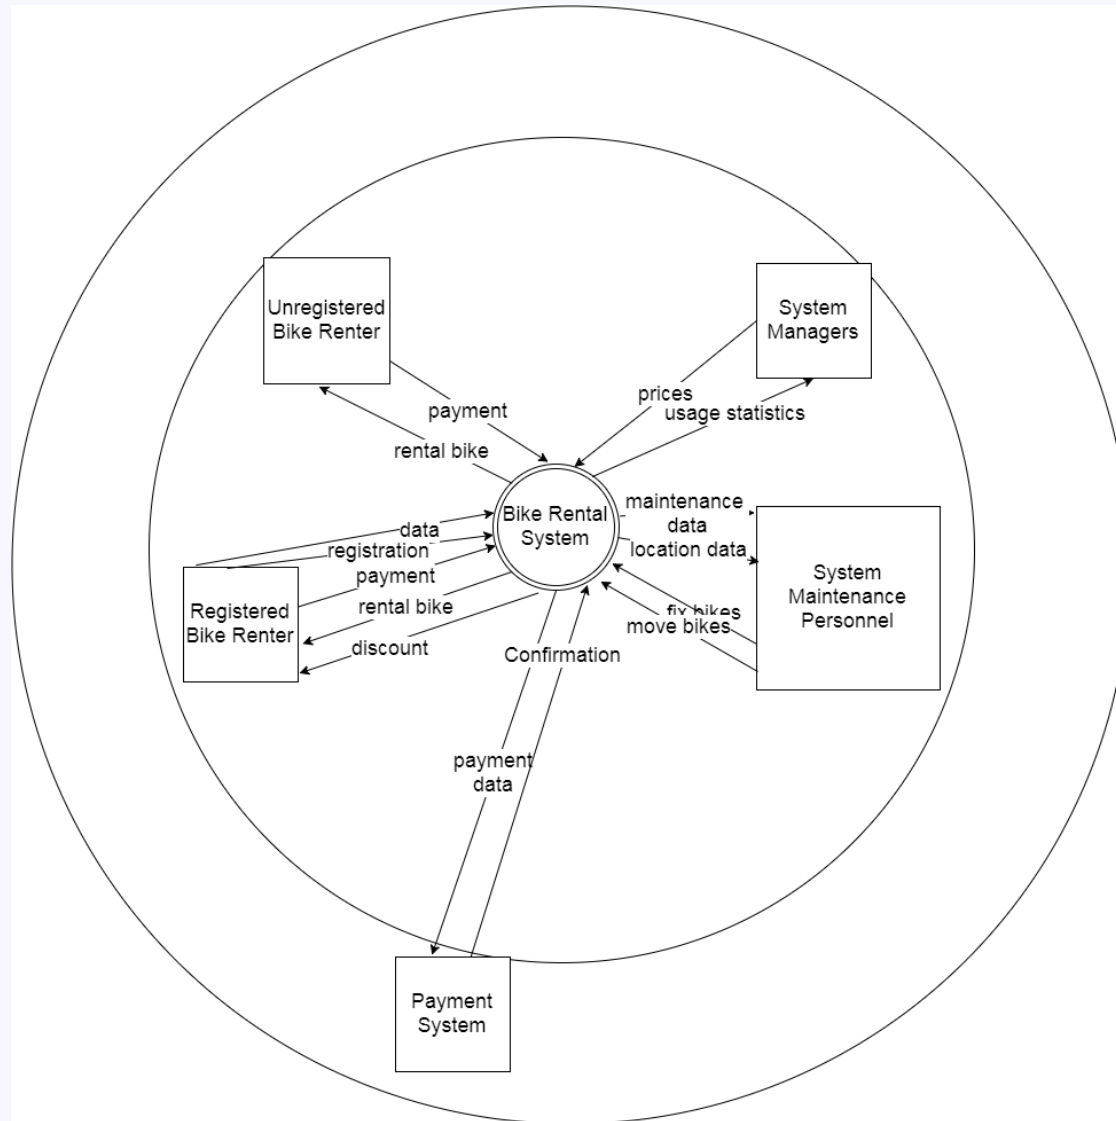 Unregistered
Bike Renter
System
Managers
payment
rental bike
prices
usage statistics
Bike Rental
System
maintenance
data
location data
data
registration
payment
rental bike
discount
Registered
Bike Renter
System
Maintenance
Personnel
fix bikes
move bikes
Confirmation
payment
data
Payment
System